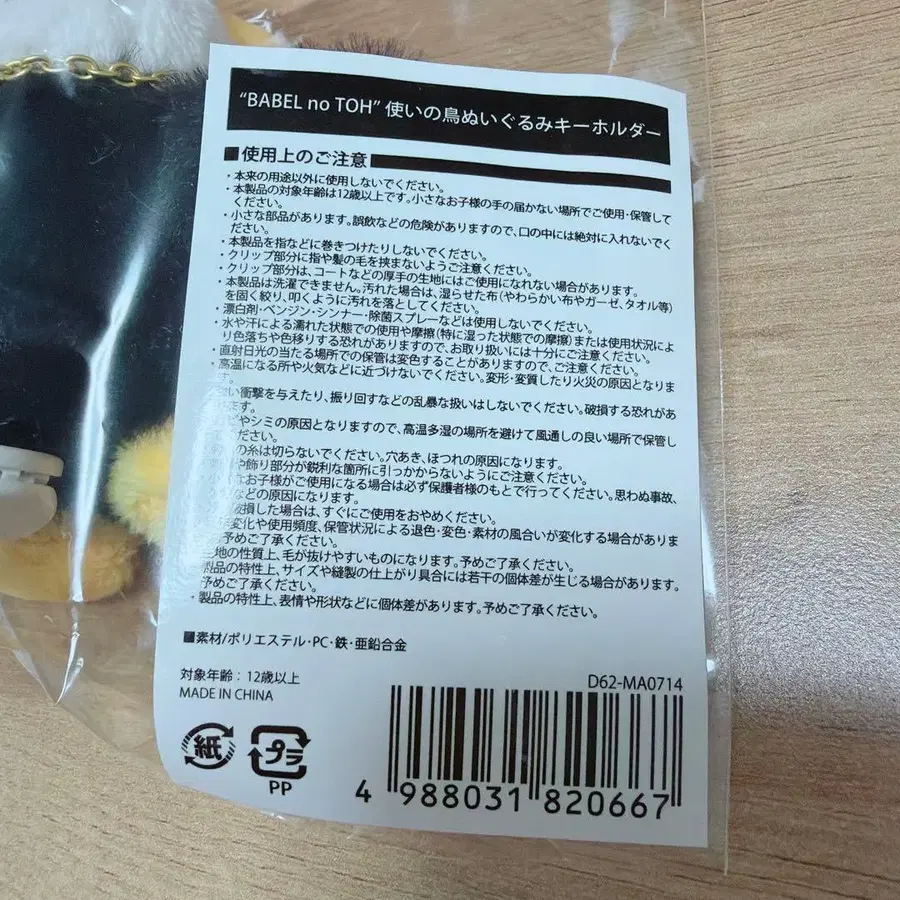 "BABEL no TOH" 使いの鳥ぬいぐるみキーホルダー
■使用上のご注意
・本来の用途以外に使用しないでください。
・本製品の対象年齢は12歳以上です。小さなお子様の手の届かない場所でご使用・保管して
ください。
・小さな部品があります。誤飲などの危険がありますので、口の中には絶対に入れないでく
ださい。
・本製品を指などに巻きつけたりしないでください。
・クリップ部分に指や髪の毛を挟まないようご注意ください。
・クリップ部分は、コートなどの厚手の生地にはご使用になれない場合があります。
・本製品は洗濯できません。汚れた場合は、湿らせた布(やわらかい布やガーゼ、タオル等)
を固く絞り、叩くように汚れを落としてください。
・漂白剤・ベンジン・シンナー・除菌スプレーなどは使用しないでください。
・水や汗による濡れた状態での使用や摩擦(特に湿った状態での摩擦)または使用状況によ
り色落ちや色移りする恐れがありますので、お取り扱いには十分にご注意ください。
・直射日光の当たる場所での保管は変色することがありますので、ご注意ください。
・高温になる所や火気などに近づけないでください。変形・変質したり火災の原因となりま
す。
い衝撃を与えたり、振り回すなどの乱暴な扱いはしないでください。破損する恐れがあ
ます。
ビやシミの原因となりますので、高温多湿の場所を避けて風通しの良い場所で保管し
ください。
の糸は切らないでください。穴あき、ほつれの原因になります。
や飾り部分が鋭利な箇所に引っかからないようにご注意ください。
なお子様がご使用になる場合は必ず保護者様のもとで行ってください。思わぬ事故、
などの原因になります。
破損した場合は、すぐにご使用をおやめください。
年変化や使用頻度、保管状況による退色・変色・素材の風合いが変化する場合がありま
予めご了承ください。
生地の性質上、毛が抜けやすいものになります。予めご了承ください。
製品の特性上、サイズや縫製の仕上がり具合には若干の個体差が生じる場合があります。
予めご了承ください。
・製品の特性上、表情や形状などに個体差があります。予めご了承ください。
■素材/ポリエステル・PC・鉄・亜鉛合金
対象年齢：12歳以上
MADE IN CHINA
D62-MA0714
紙
プラ
PP
4 988031 820667